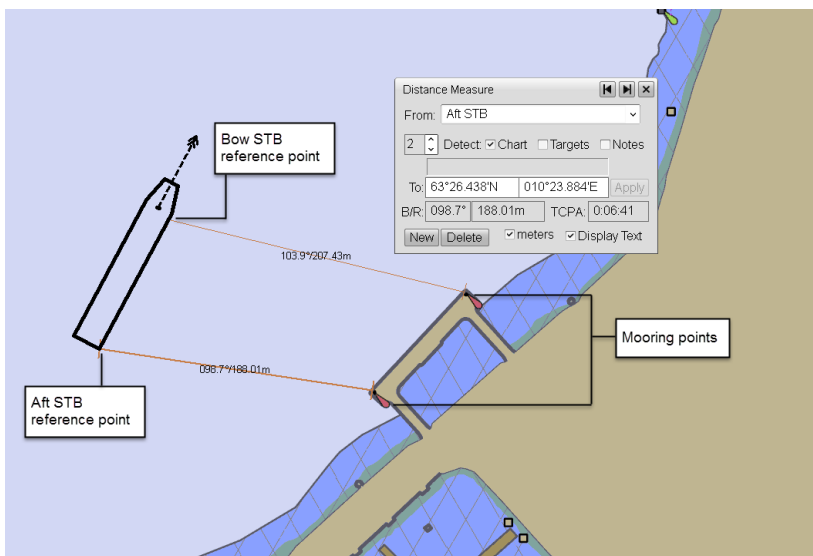 Distance Measure
From: Aft STB
2 Detect: Chart Targets Notes
To: 63°26.438'N 010°23.884'E Apply
B/R: 098.7° 188.01m TCPA: 0:06:41
New Delete meters Display Text
Bow STB
reference point
103.9°/207.43m
Mooring points
098.7°/188.01m
Aft STB
reference point